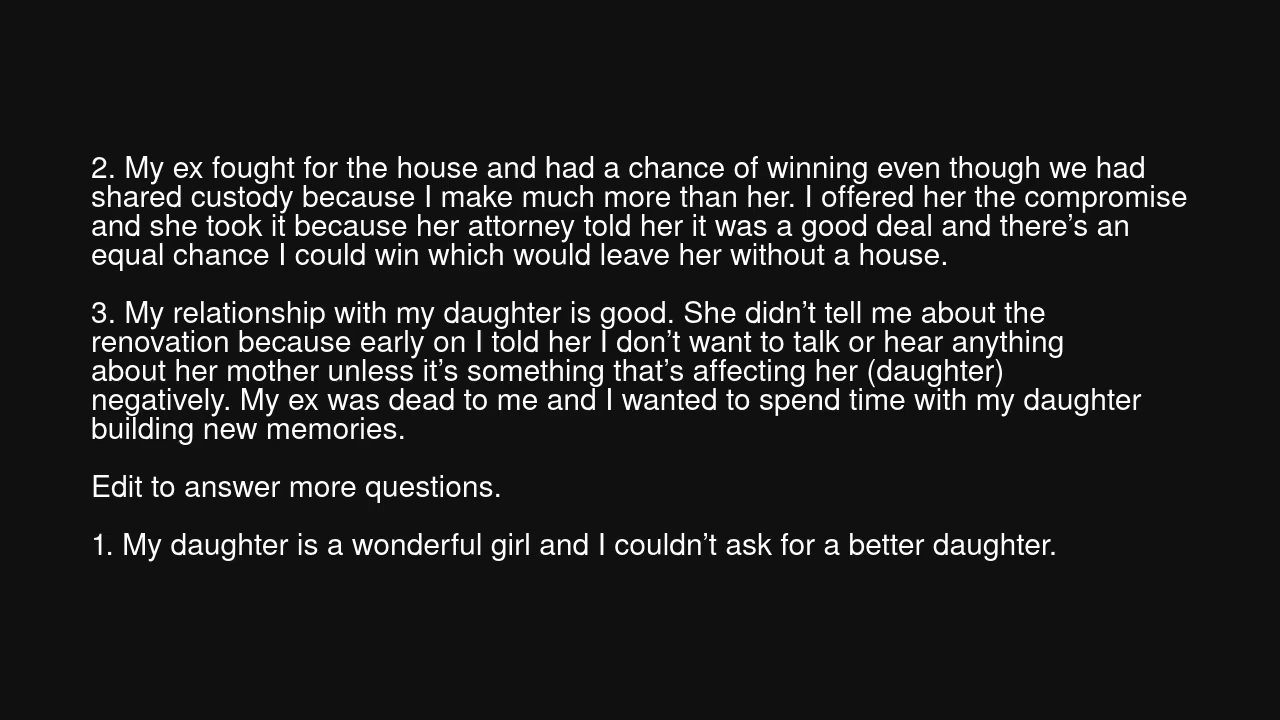 2. My ex fought for the house and had a chance of winning even though we had
shared custody because I make much more than her. I offered her the compromise
and she took it because her attorney told her it was a good deal and there’s an
equal chance I could win which would leave her without a house.
3. My relationship with my daughter is good. She didn’t tell me about the
renovation because early on I told her I don’t want to talk or hear anything
about her mother unless it’s something that’s affecting her (daughter)
negatively. My ex was dead to me and I wanted to spend time with my daughter
building new memories.
Edit to answer more questions.
1. My daughter is a wonderful girl and I couldn’t ask for a better daughter.